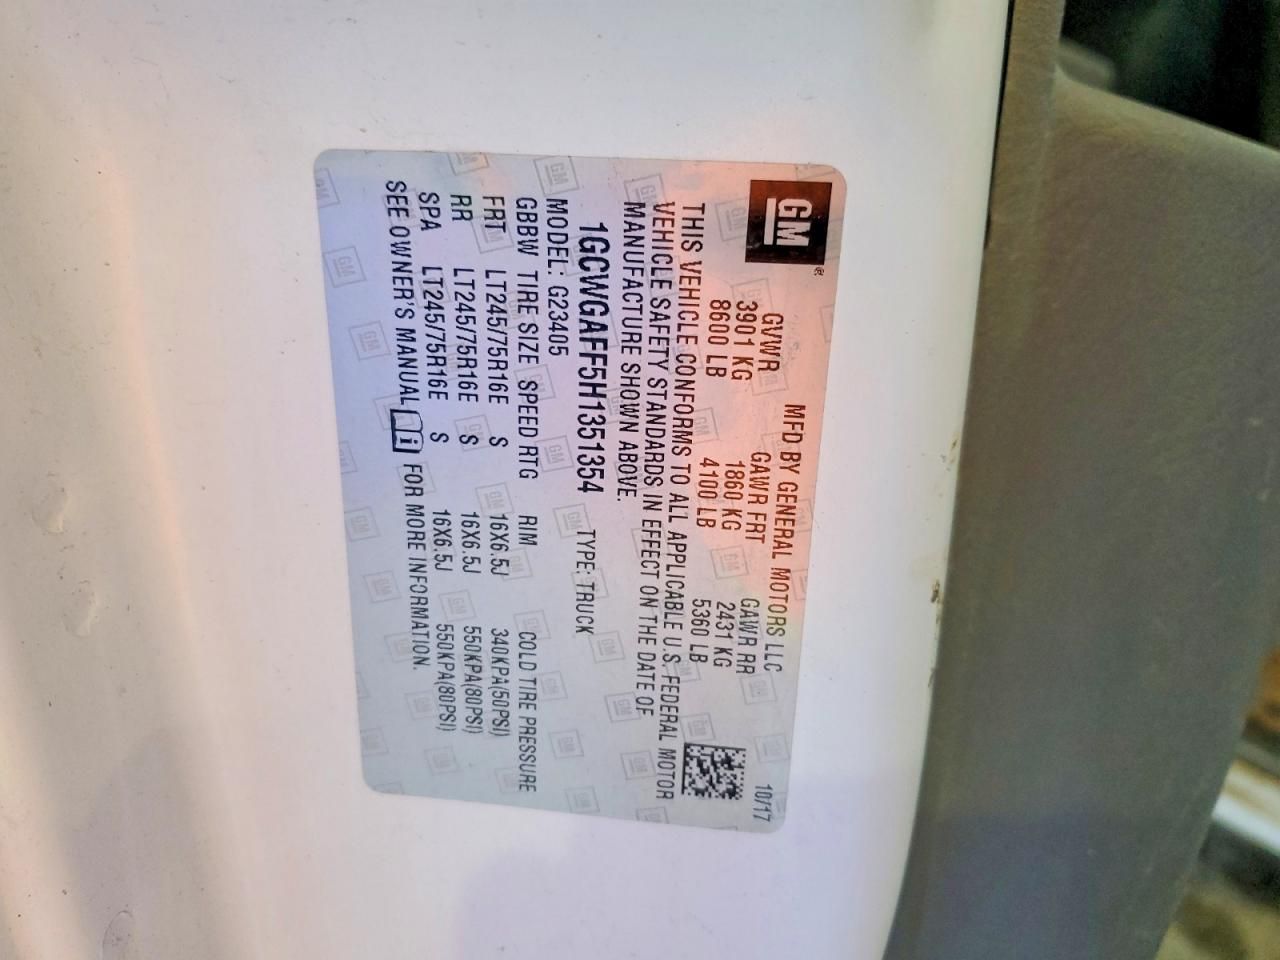 GM®
MFD BY GENERAL MOTORS LLC 10/17
GVWR GAWR FRT GAWR RR
3901 KG 1860 KG 2431 KG
8600 LB 4100 LB 5360 LB
THIS VEHICLE CONFORMS TO ALL APPLICABLE U.S. FEDERAL MOTOR
VEHICLE SAFETY STANDARDS IN EFFECT ON THE DATE OF
MANUFACTURE SHOWN ABOVE.
1GCWGAFF5H1351354 TYPE: TRUCK
MODEL: G23405
GBBW TIRE SIZE SPEED RTG RIM COLD TIRE PRESSURE
FRT LT245/75R16E S 16X6.5J 340KPA(50PSI)
RR LT245/75R16E S 16X6.5J 550KPA(80PSI)
SPA LT245/75R16E S 16X6.5J 550KPA(80PSI)
SEE OWNER'S MANUAL i FOR MORE INFORMATION.